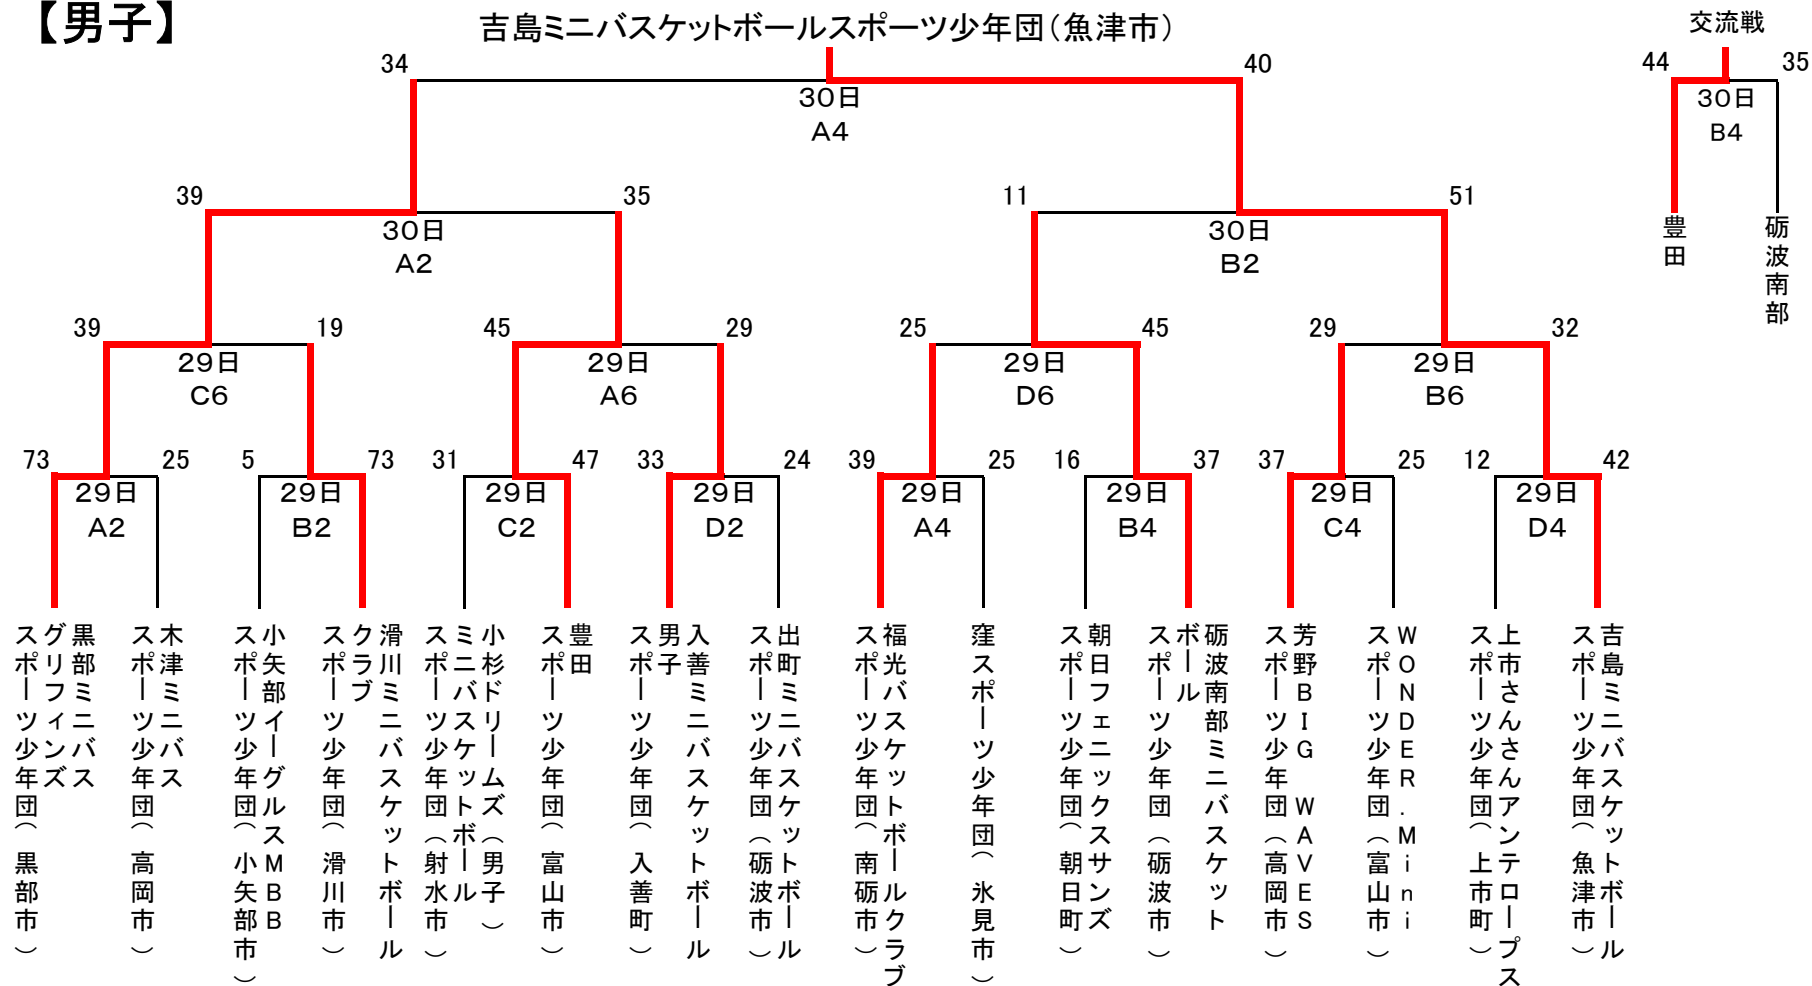 【男子】
吉島ミニバスケットボールスポーツ少年団(魚津市)
交流戦
34
40
44
35
30日
A4
30日
B4
39
35
11
51
30日
A2
30日
B2
豊田
砺波南部
39
19
45
29
25
45
29
32
29日
C6
29日
A6
29日
D6
29日
B6
73
25
5
73
31
47
33
24
39
25
16
37
37
25
12
42
29日
A2
29日
B2
29日
C2
29日
D2
29日
A4
29日
B4
29日
C4
29日
D4
黒部ミニバス
グリフィンズ
スポーツ少年団(黒部市)
木津ミニバス
スポーツ少年団(高岡市)
小矢部イーグルスMBB
スポーツ少年団(小矢部市)
滑川ミニバスケットボール
クラブ
スポーツ少年団(滑川市)
小杉ドリームズ(男子)
ミニバスケットボール
スポーツ少年団(射水市)
豊田
スポーツ少年団(富山市)
入善ミニバスケットボール
男子
スポーツ少年団(入善町)
出町ミニバスケットボール
スポーツ少年団(砺波市)
福光バスケットボールクラブ
スポーツ少年団(南砺市)
窪スポーツ少年団(氷見市)
朝日フェニックスサンズ
スポーツ少年団(朝日町)
砺波南部ミニバスケット
ボール
スポーツ少年団(砺波市)
芳野BIG WAVES
スポーツ少年団(高岡市)
WONDER.Mini
スポーツ少年団(富山市)
上市さんさんアンテロープス
スポーツ少年団(上市町)
吉島ミニバスケットボール
スポーツ少年団(魚津市)